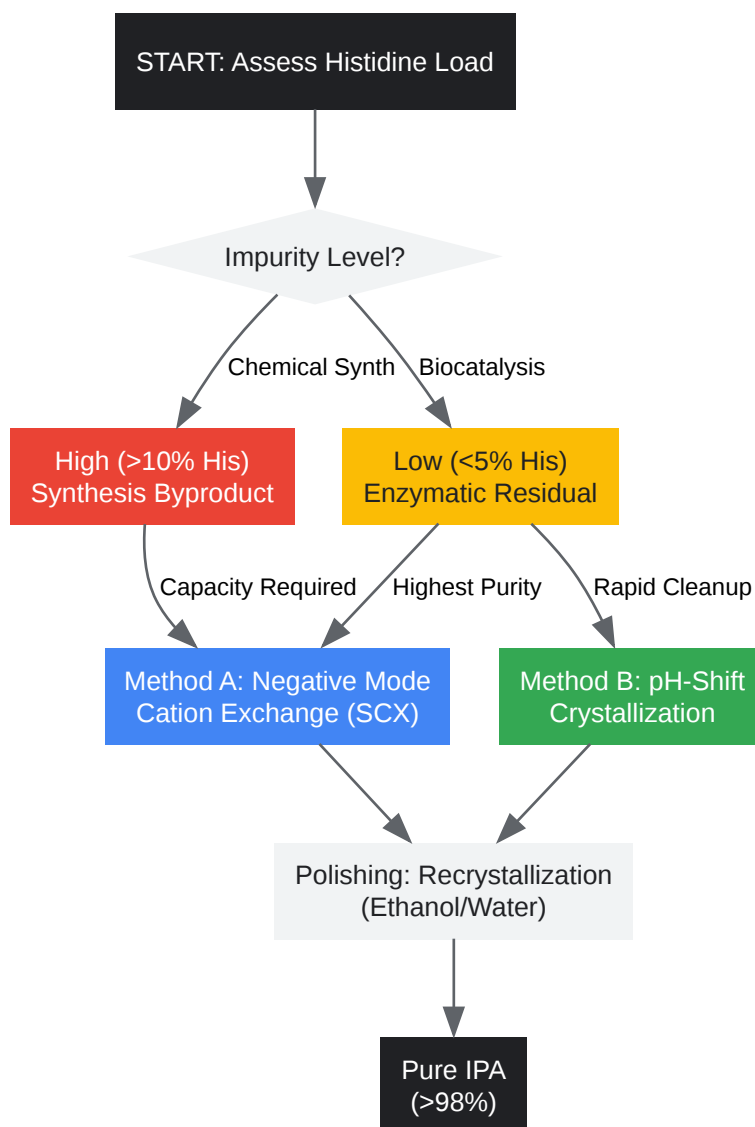 START: Assess Histidine Load
Impurity Level?
Chemical Synth
Biocatalysis
High (>10% His)
Synthesis Byproduct
Low (<5% His)
Enzymatic Residual
Capacity Required
Highest Purity
Rapid Cleanup
Method A: Negative Mode
Cation Exchange (SCX)
Method B: pH-Shift
Crystallization
Polishing: Recrystallization
(Ethanol/Water)
Pure IPA
(>98%)